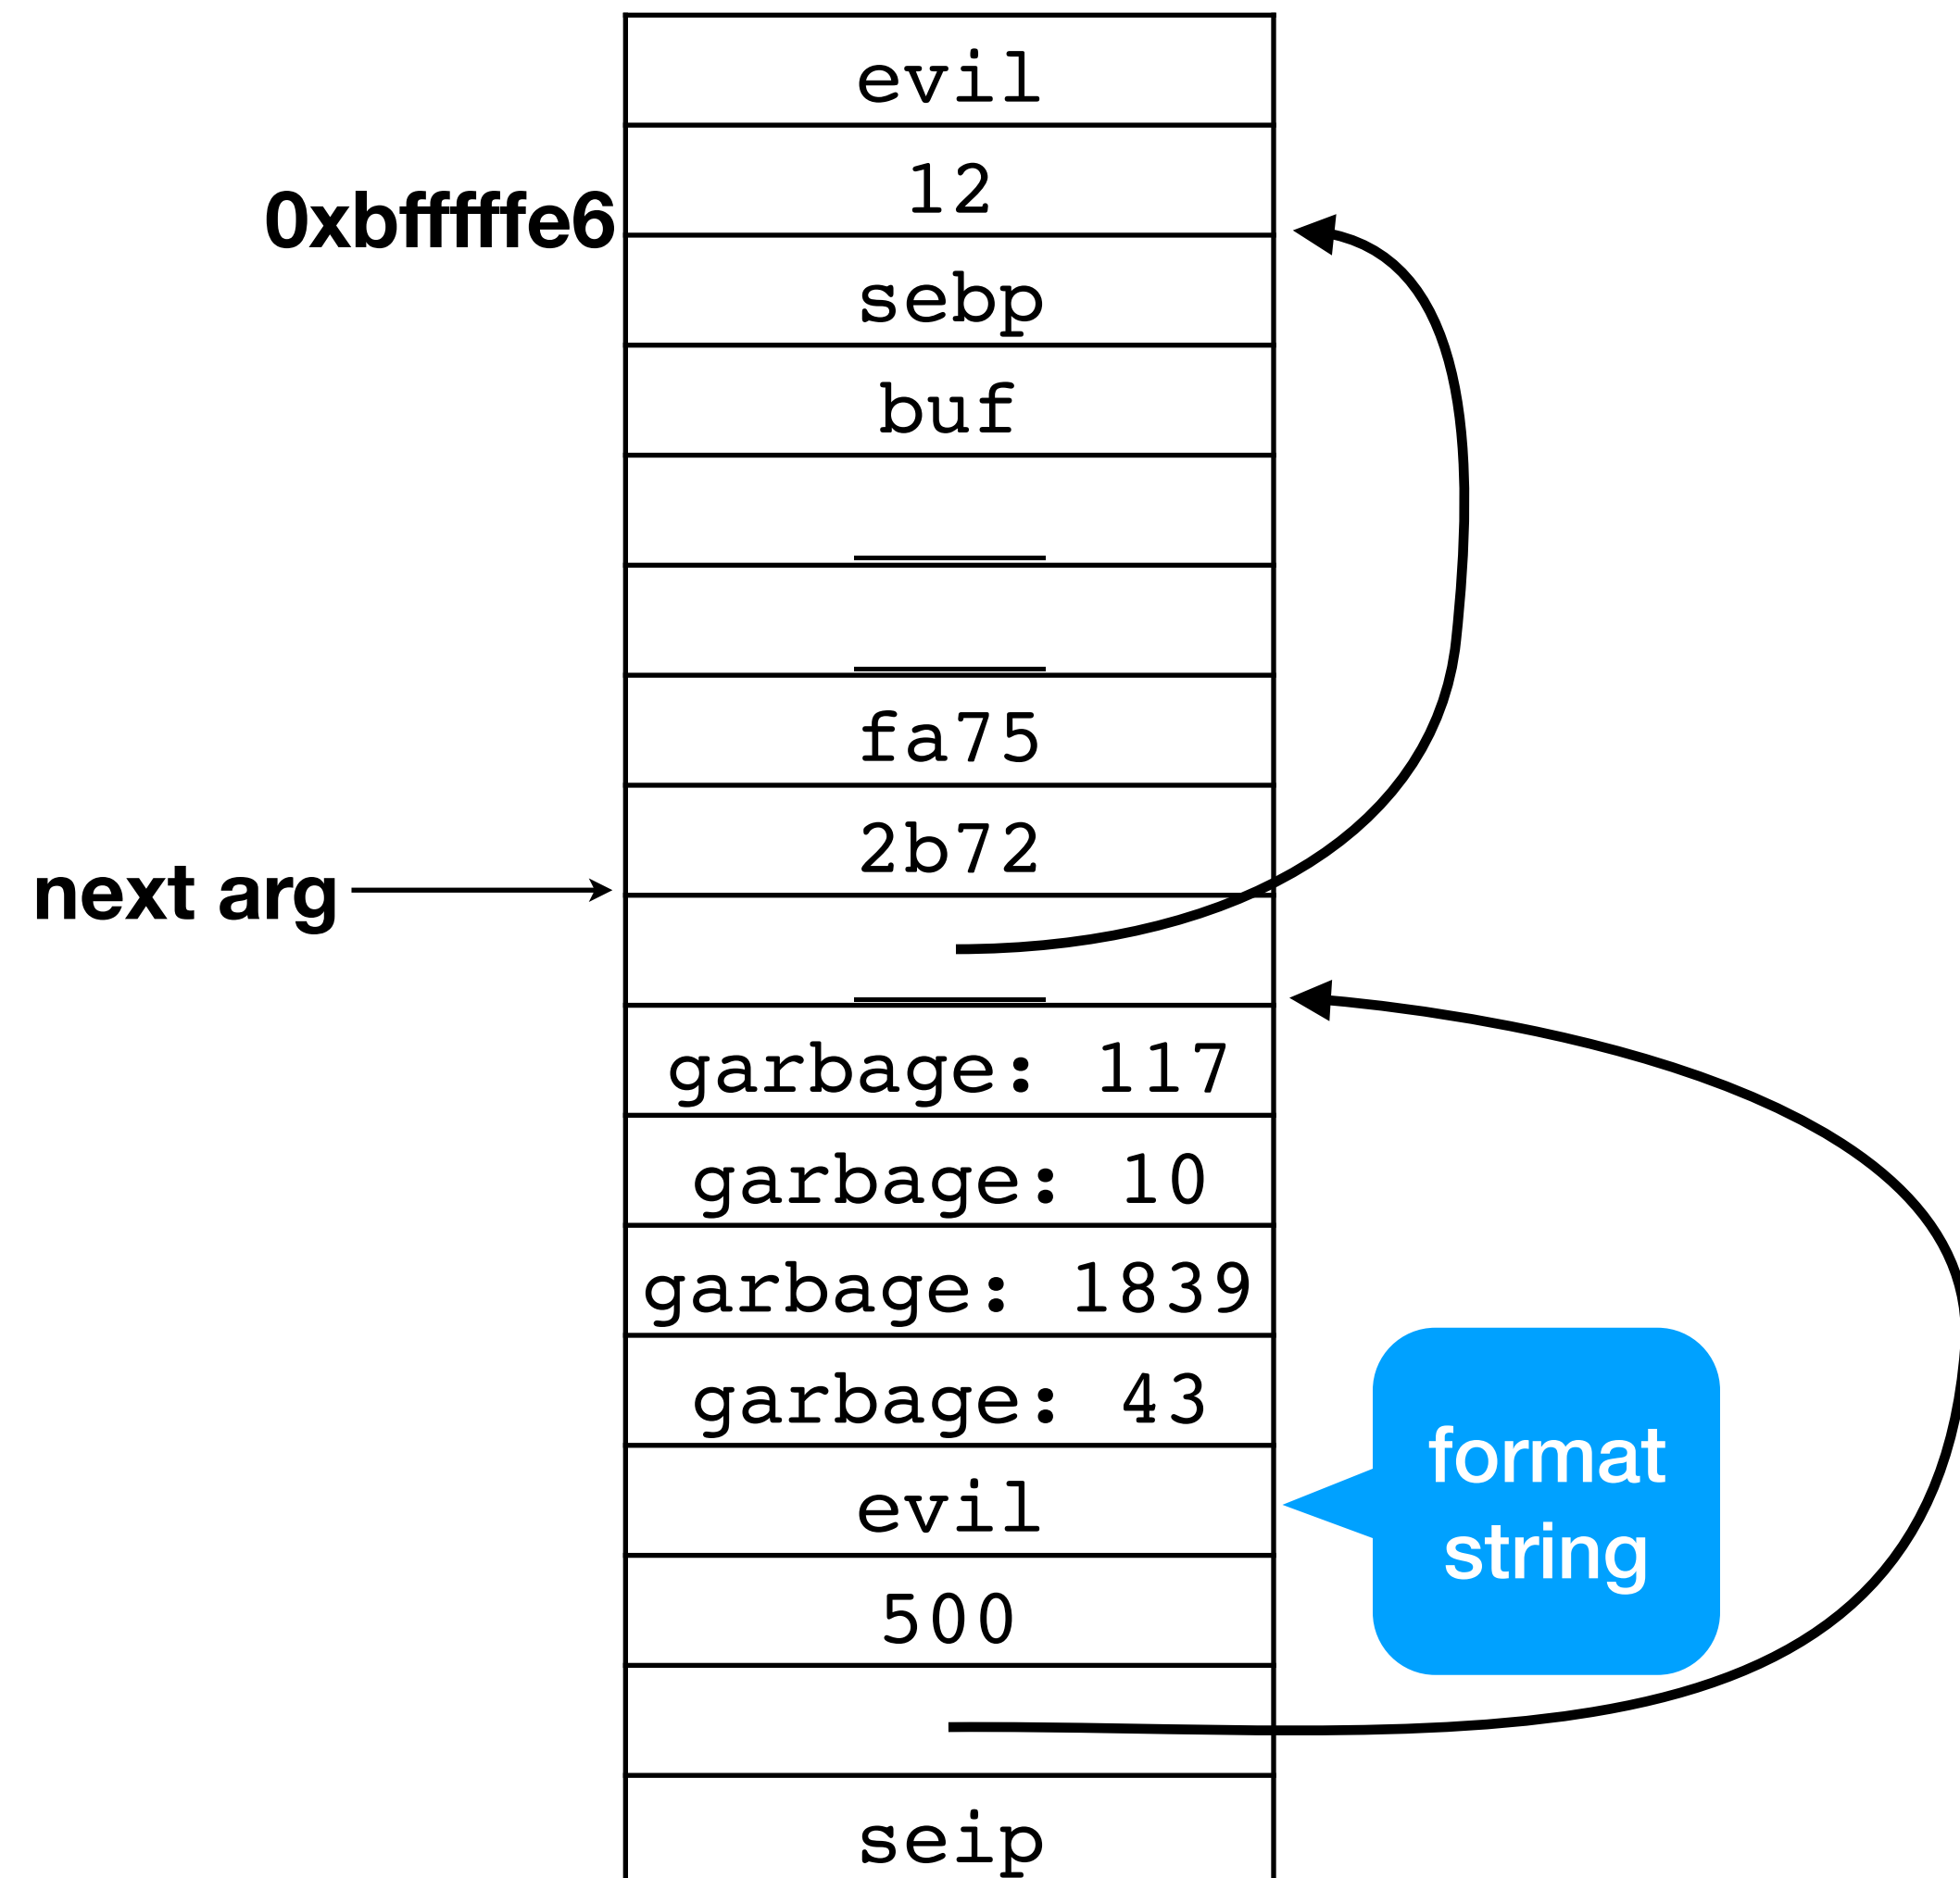 evil
12
0xbfffffe6
sebp
buf
fa75
2b72
next arg
garbage: 117
garbage: 10
garbage: 1839
garbage: 43
evil
format
string
500
seip